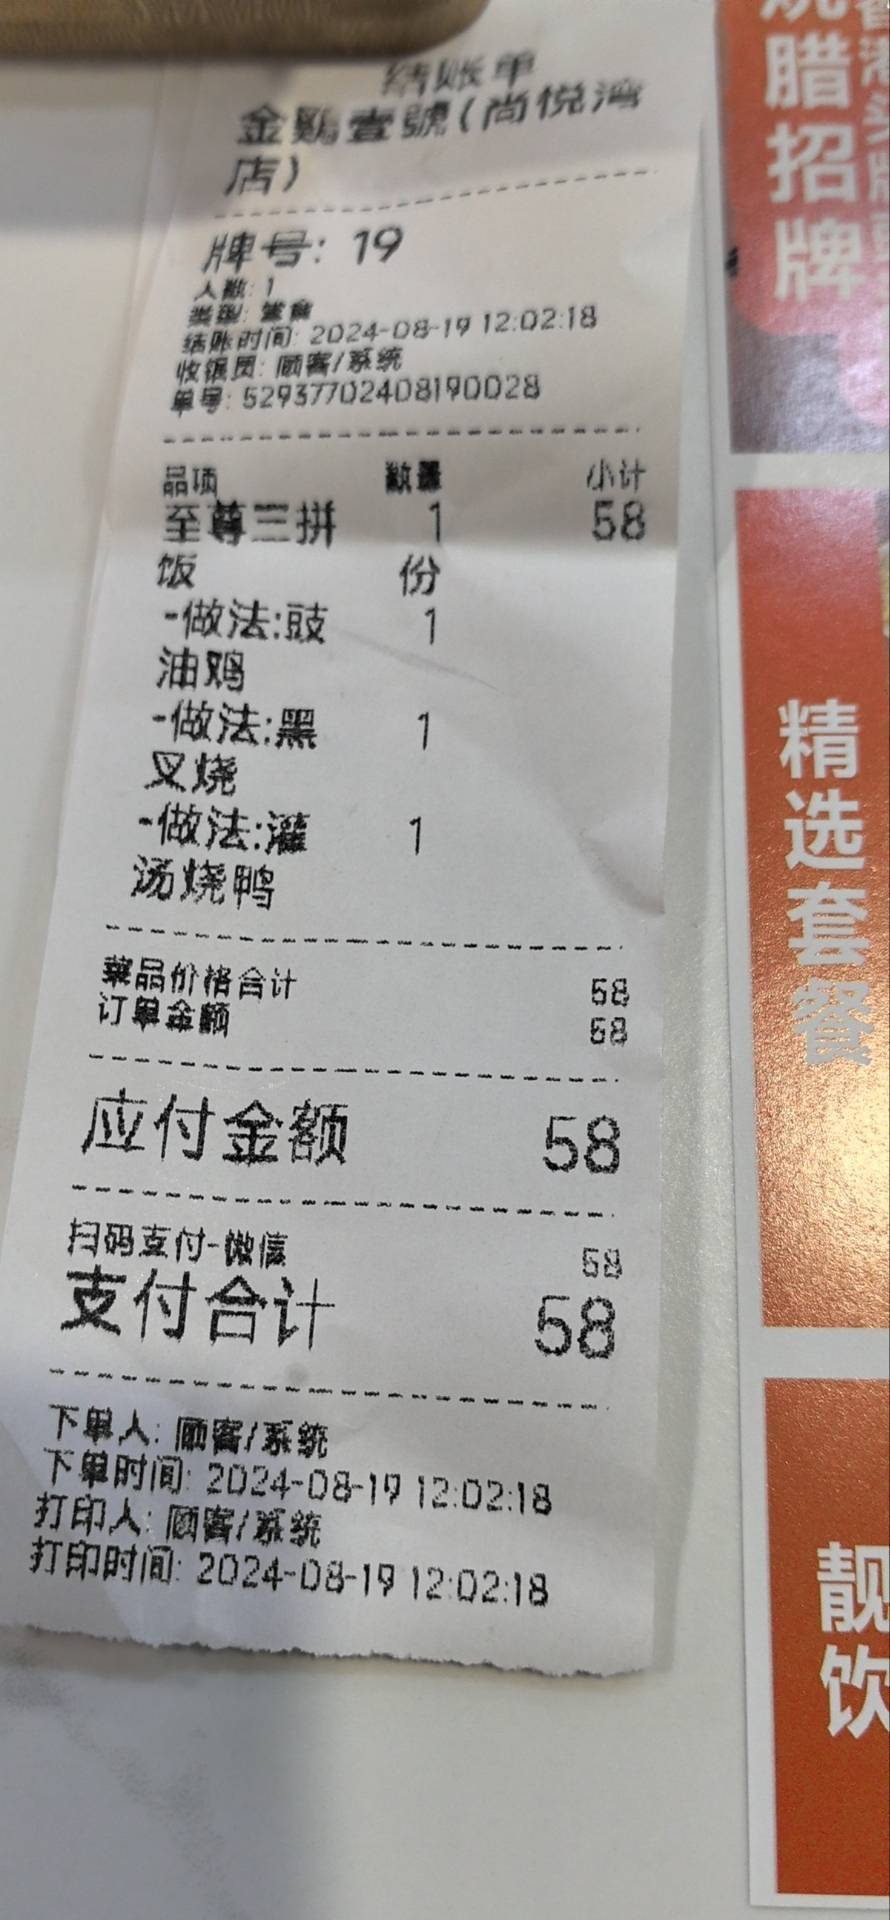 结账单
金鷄壹號(尚悦湾
店)
牌号: 19
人数: 1
类型: 堂食
结账时间: 2024-08-19 12:02:18
收银员: 顾客/系统
单号: 52937702408190028
品项 数量 小计
至尊三拼 1 58
饭 份
-做法:豉 1
油鸡
-做法:黑 1
叉烧
-做法:灌 1
汤烧鸭
菜品价格合计 58
订单金额 58
应付金额 58
扫码支付-微信 58
支付合计 58
下单人: 顾客/系统
下单时间: 2024-08-19 12:02:18
打印人: 顾客/系统
打印时间: 2024-08-19 12:02:18
腊招牌
精选套餐
靓饮